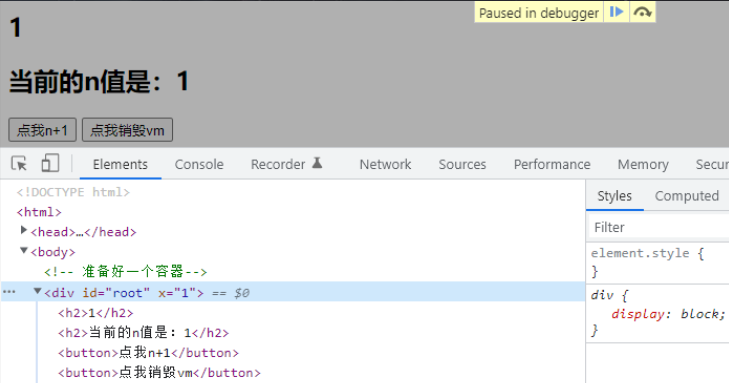 Paused in debugger
1
当前的n值是：1
点我n+1 点我销毁vm
Elements Console Recorder Network Sources Performance Memory Secur
<!DOCTYPE html>
<html>
<head>…</head>
<body>
<!-- 准备好一个容器-->
<div id="root" x="1"> == $0
<h2>1</h2>
<h2>当前的n值是：1</h2>
<button>点我n+1</button>
<button>点我销毁vm</button>
Styles Computed
Filter
element.style {
}
div {
display: block;
}